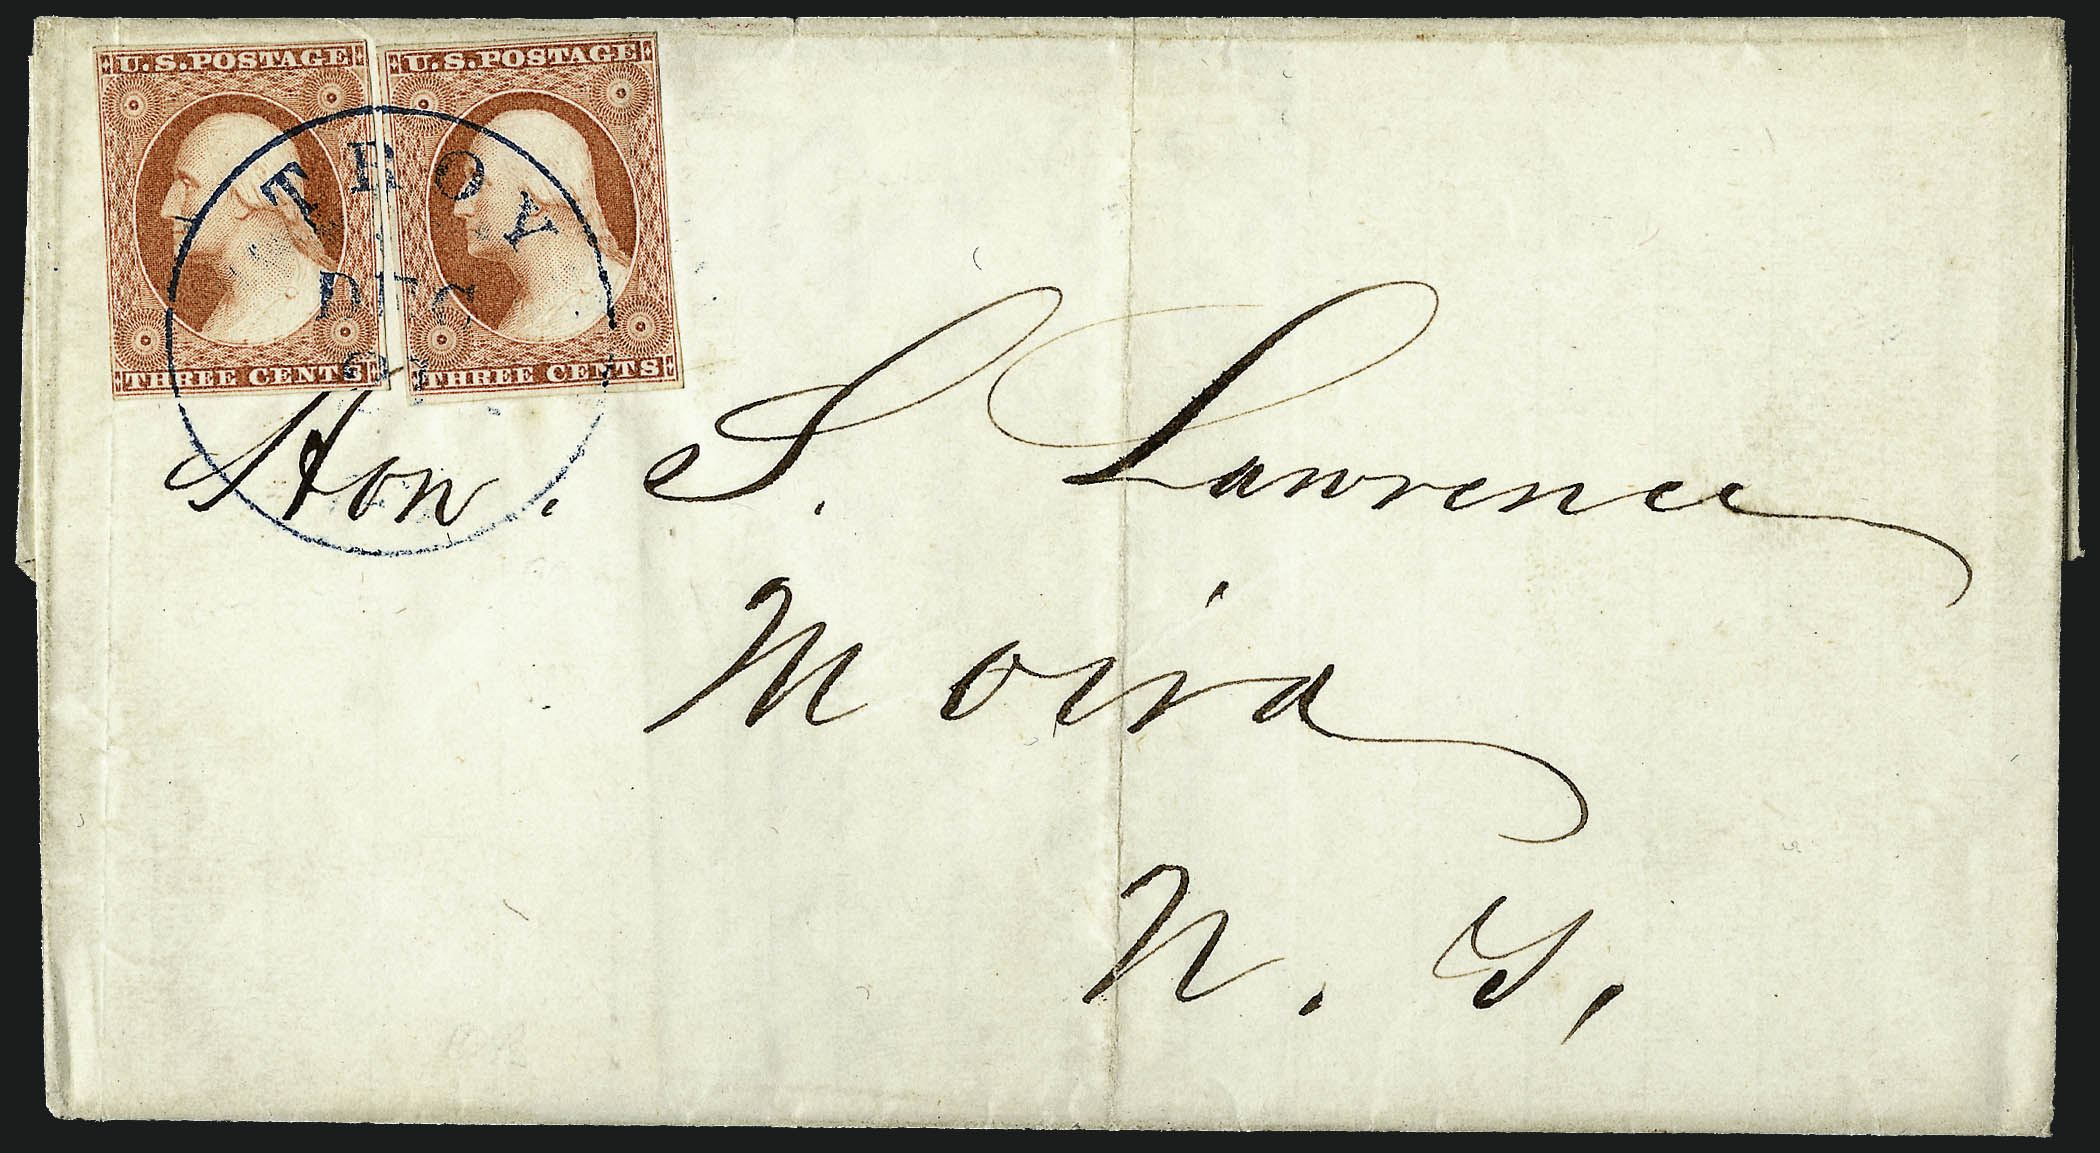 U.S. POSTAGE U.S. POSTAGE
TROY
DEC
THREE CENTS THREE CENTS
Hon. S. Lawrence
Moira
N. Y.